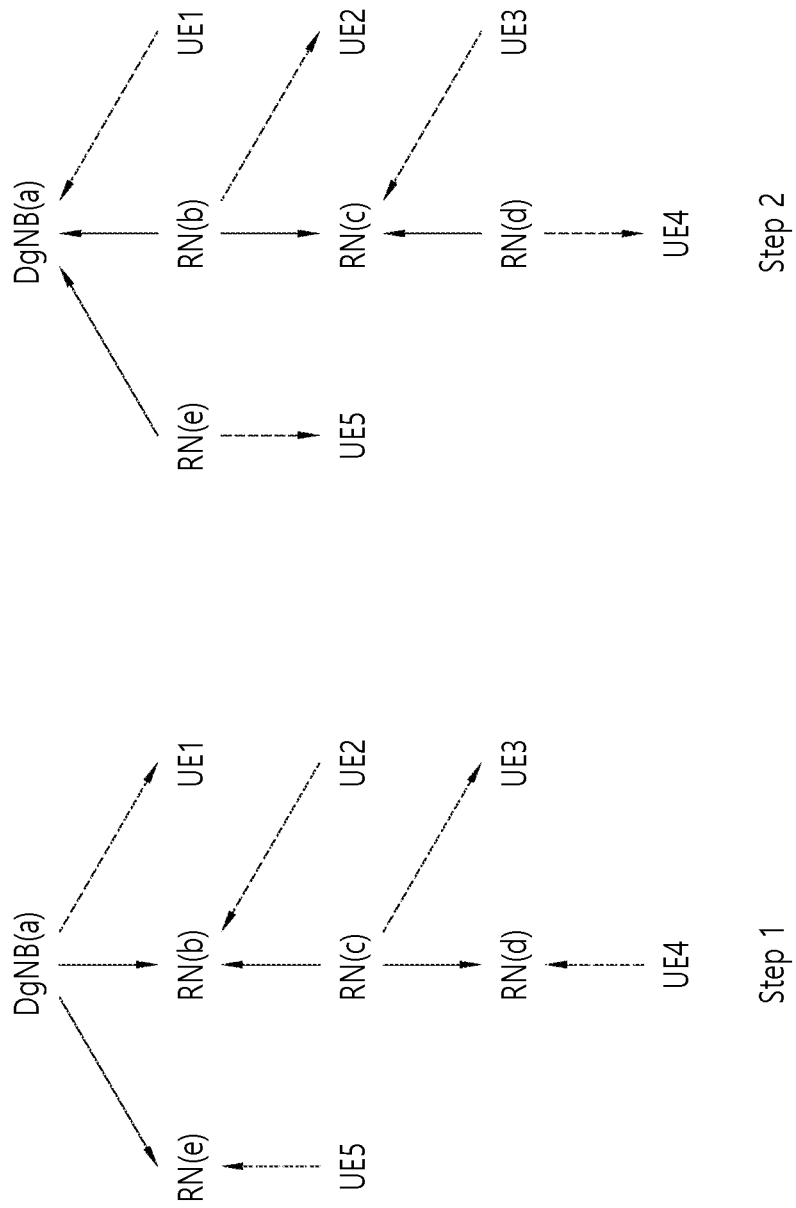 DgNB(a)
RN(e) RN(b) UE1
UE5 RN(c) UE2
RN(d) UE3
UE4
Step 1
DgNB(a)
RN(e) RN(b) UE1
UE5 RN(c) UE2
RN(d) UE3
UE4
Step 2